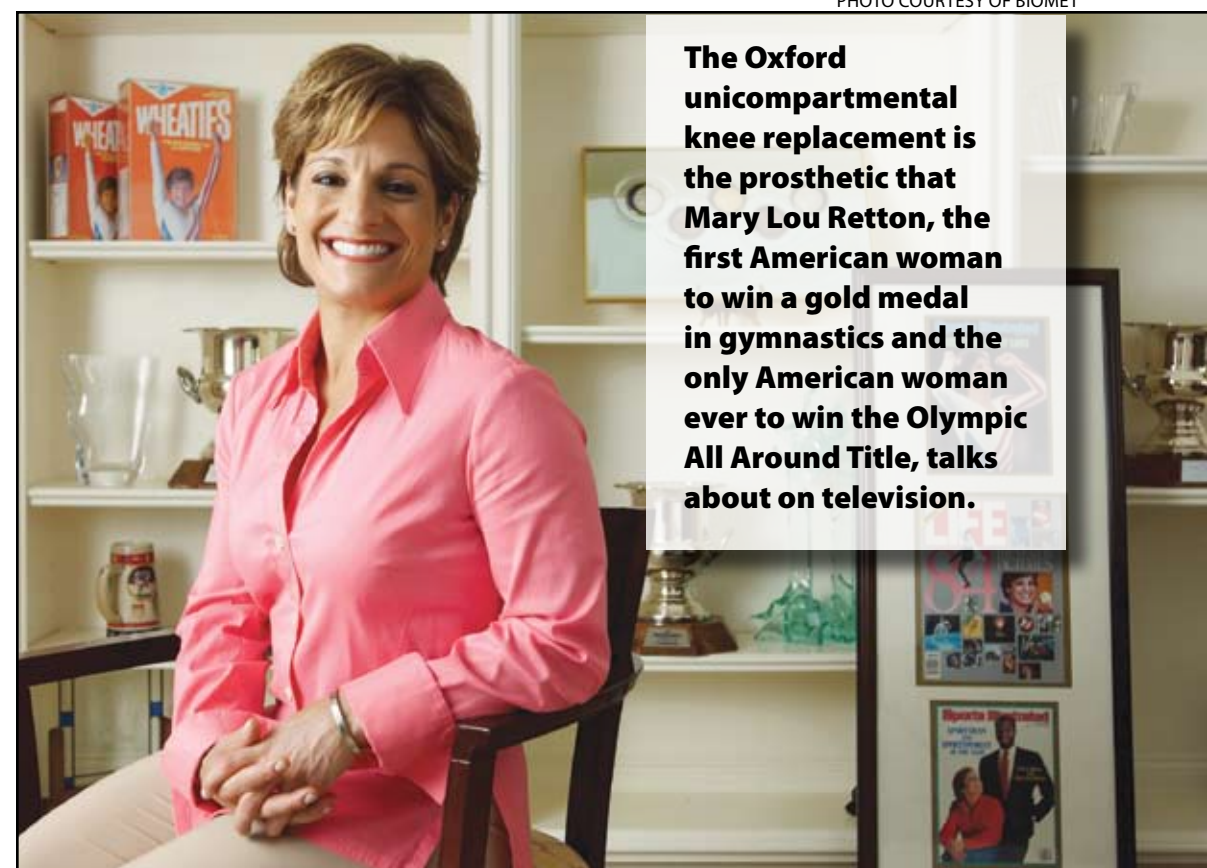 PHOTO COURTESY OF BIOMET
WHEATIES
The Oxford
unicompartmental
knee replacement is
the prosthetic that
Mary Lou Retton, the
first American woman
to win a gold medal
in gymnastics and the
only American woman
ever to win the Olympic
All Around Title, talks
about on television.
LIFE
84
Sports Illustrated